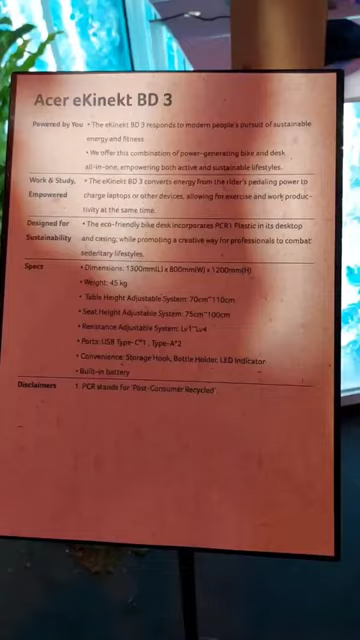 Acer eKinekt BD 3
Powered by You • The eKinekt BD 3 responds to modern people's pursuit of sustainable
energy and fitness
• We offer this combination of power-generating bike and desk
all-in-one, empowering both active and sustainable lifestyles.
Work & Study, • The eKinekt BD 3 converts energy from the rider's pedaling power to
Empowered charge laptops or other devices, allowing for exercise and work produc-
tivity at the same time.
Designed for • The eco-friendly bike desk incorporates PCR1 Plastic in its desktop
Sustainability and casing, while promoting a creative way for professionals to combat
sedentary lifestyles.
Specs • Dimensions: 1300mm(L) x 800mm(W) x 1200mm(H)
• Weight: 45 kg
• Table Height Adjustable System: 70cm~110cm
• Seat Height Adjustable System: 75cm~100cm
• Resistance Adjustable System: Lv1~Lv4
• Ports: USB Type-C*1 , Type-A*2
• Convenience: Storage Hook, Bottle Holder, LED Indicator
• Built-in battery
Disclaimers 1. PCR stands for 'Post-Consumer Recycled'.